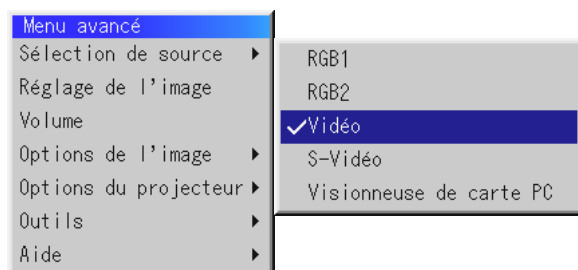 Menu avancé
Sélection de source
Réglage de l'image
Volume
Options de l'image
Options du projecteur
Outils
Aide
RGB1
RGB2
Vidéo
S-Vidéo
Visionneuse de carte PC